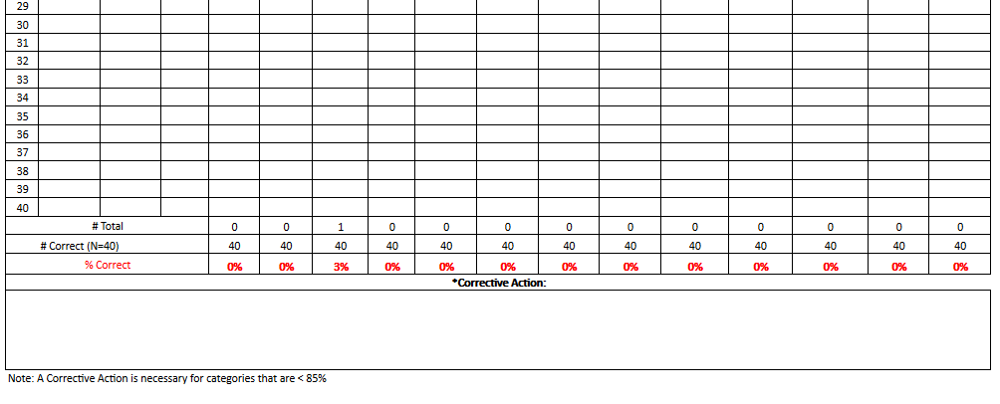 29
30
31
32
33
34
35
36
37
38
39
40
# Total 0 0 1 0 0 0 0 0 0 0 0 0 0
# Correct (N=40) 40 40 40 40 40 40 40 40 40 40 40 40 40
% Correct 0% 0% 3% 0% 0% 0% 0% 0% 0% 0% 0% 0% 0%
*Corrective Action:
Note: A Corrective Action is necessary for categories that are < 85%